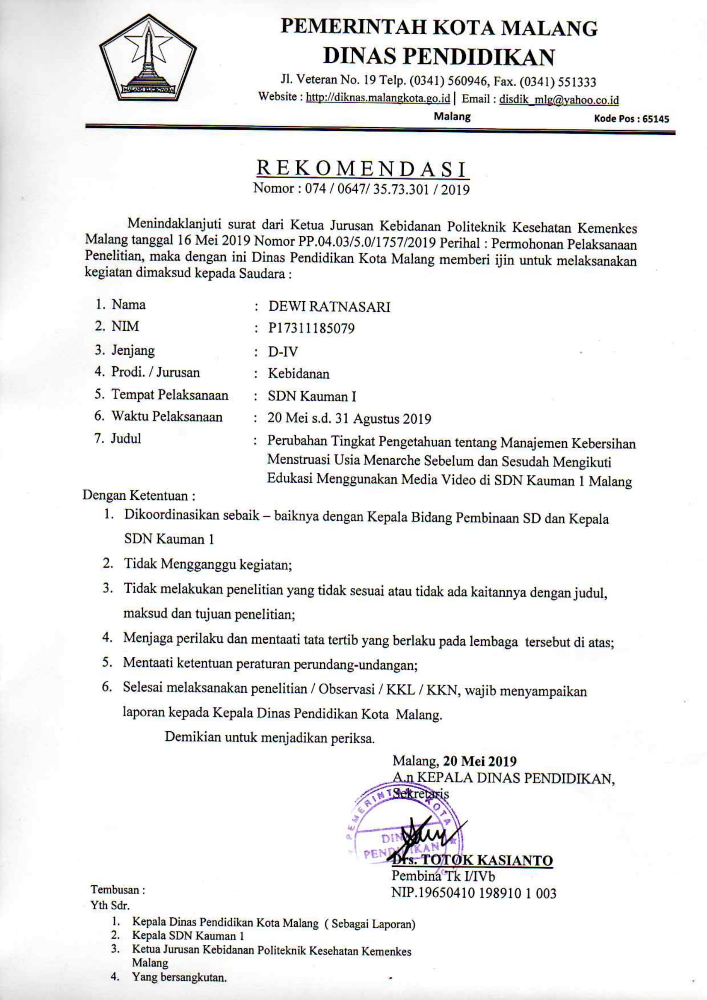 MALANG KUCECWARA
PEMERINTAH KOTA MALANG
DINAS PENDIDIKAN
Jl. Veteran No. 19 Telp. (0341) 560946, Fax. (0341) 551333
Website : http://diknas.malangkota.go.id | Email : disdik_mlg@yahoo.co.id
Malang Kode Pos : 65145
REKOMENDASI
Nomor : 074 / 0647/ 35.73.301 / 2019
Menindaklanjuti surat dari Ketua Jurusan Kebidanan Politeknik Kesehatan Kemenkes
Malang tanggal 16 Mei 2019 Nomor PP.04.03/5.0/1757/2019 Perihal : Permohonan Pelaksanaan
Penelitian, maka dengan ini Dinas Pendidikan Kota Malang memberi ijin untuk melaksanakan
kegiatan dimaksud kepada Saudara :
1. Nama : DEWI RATNASARI
2. NIM : P17311185079
3. Jenjang : D-IV
4. Prodi. / Jurusan : Kebidanan
5. Tempat Pelaksanaan : SDN Kauman I
6. Waktu Pelaksanaan : 20 Mei s.d. 31 Agustus 2019
7. Judul : Perubahan Tingkat Pengetahuan tentang Manajemen Kebersihan
Menstruasi Usia Menarche Sebelum dan Sesudah Mengikuti
Edukasi Menggunakan Media Video di SDN Kauman 1 Malang
Dengan Ketentuan :
1. Dikoordinasikan sebaik – baiknya dengan Kepala Bidang Pembinaan SD dan Kepala
SDN Kauman 1
2. Tidak Mengganggu kegiatan;
3. Tidak melakukan penelitian yang tidak sesuai atau tidak ada kaitannya dengan judul,
maksud dan tujuan penelitian;
4. Menjaga perilaku dan mentaati tata tertib yang berlaku pada lembaga tersebut di atas;
5. Mentaati ketentuan peraturan perundang-undangan;
6. Selesai melaksanakan penelitian / Observasi / KKL / KKN, wajib menyampaikan
laporan kepada Kepala Dinas Pendidikan Kota Malang.
Demikian untuk menjadikan periksa.
Malang, 20 Mei 2019
A.n KEPALA DINAS PENDIDIKAN,
Sekretaris
PEMERINTAH KOTA
DINAS
PENDIDIKAN
Drs. TOTOK KASIANTO
Pembina Tk I/IVb
NIP.19650410 198910 1 003
Tembusan :
Yth Sdr.
1. Kepala Dinas Pendidikan Kota Malang ( Sebagai Laporan)
2. Kepala SDN Kauman 1
3. Ketua Jurusan Kebidanan Politeknik Kesehatan Kemenkes
Malang
4. Yang bersangkutan.